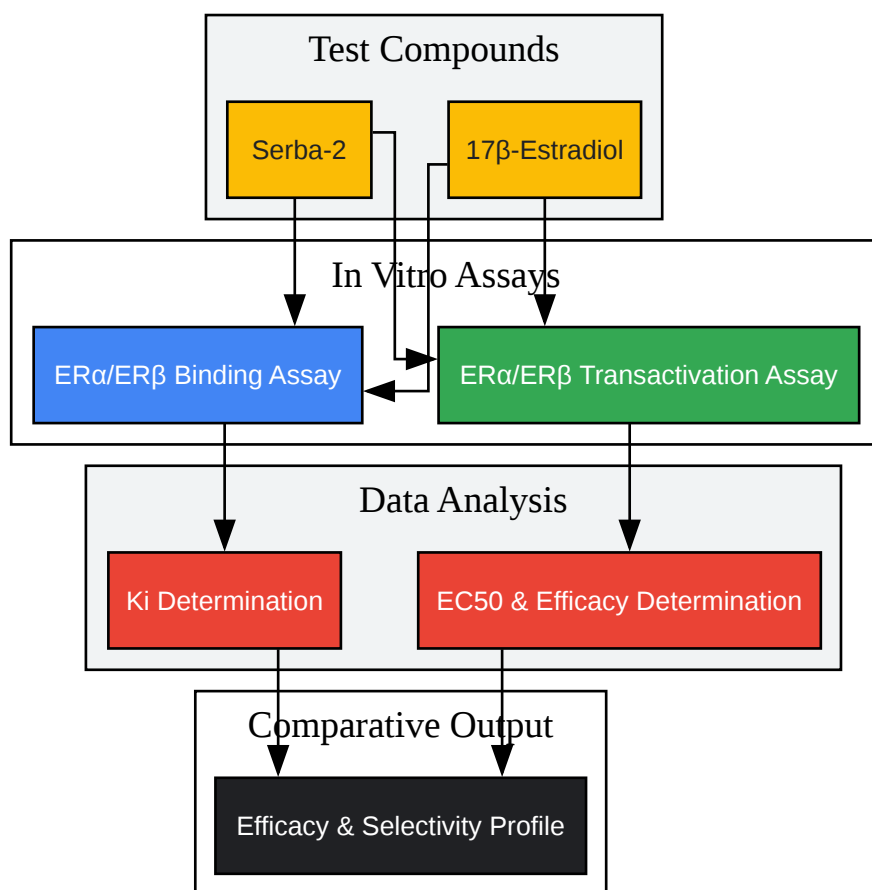 Test Compounds
Serba-2
17β-Estradiol
In Vitro Assays
ERα/ERβ Binding Assay
ERα/ERβ Transactivation Assay
Data Analysis
Ki Determination
EC50 & Efficacy Determination
Comparative Output
Efficacy & Selectivity Profile